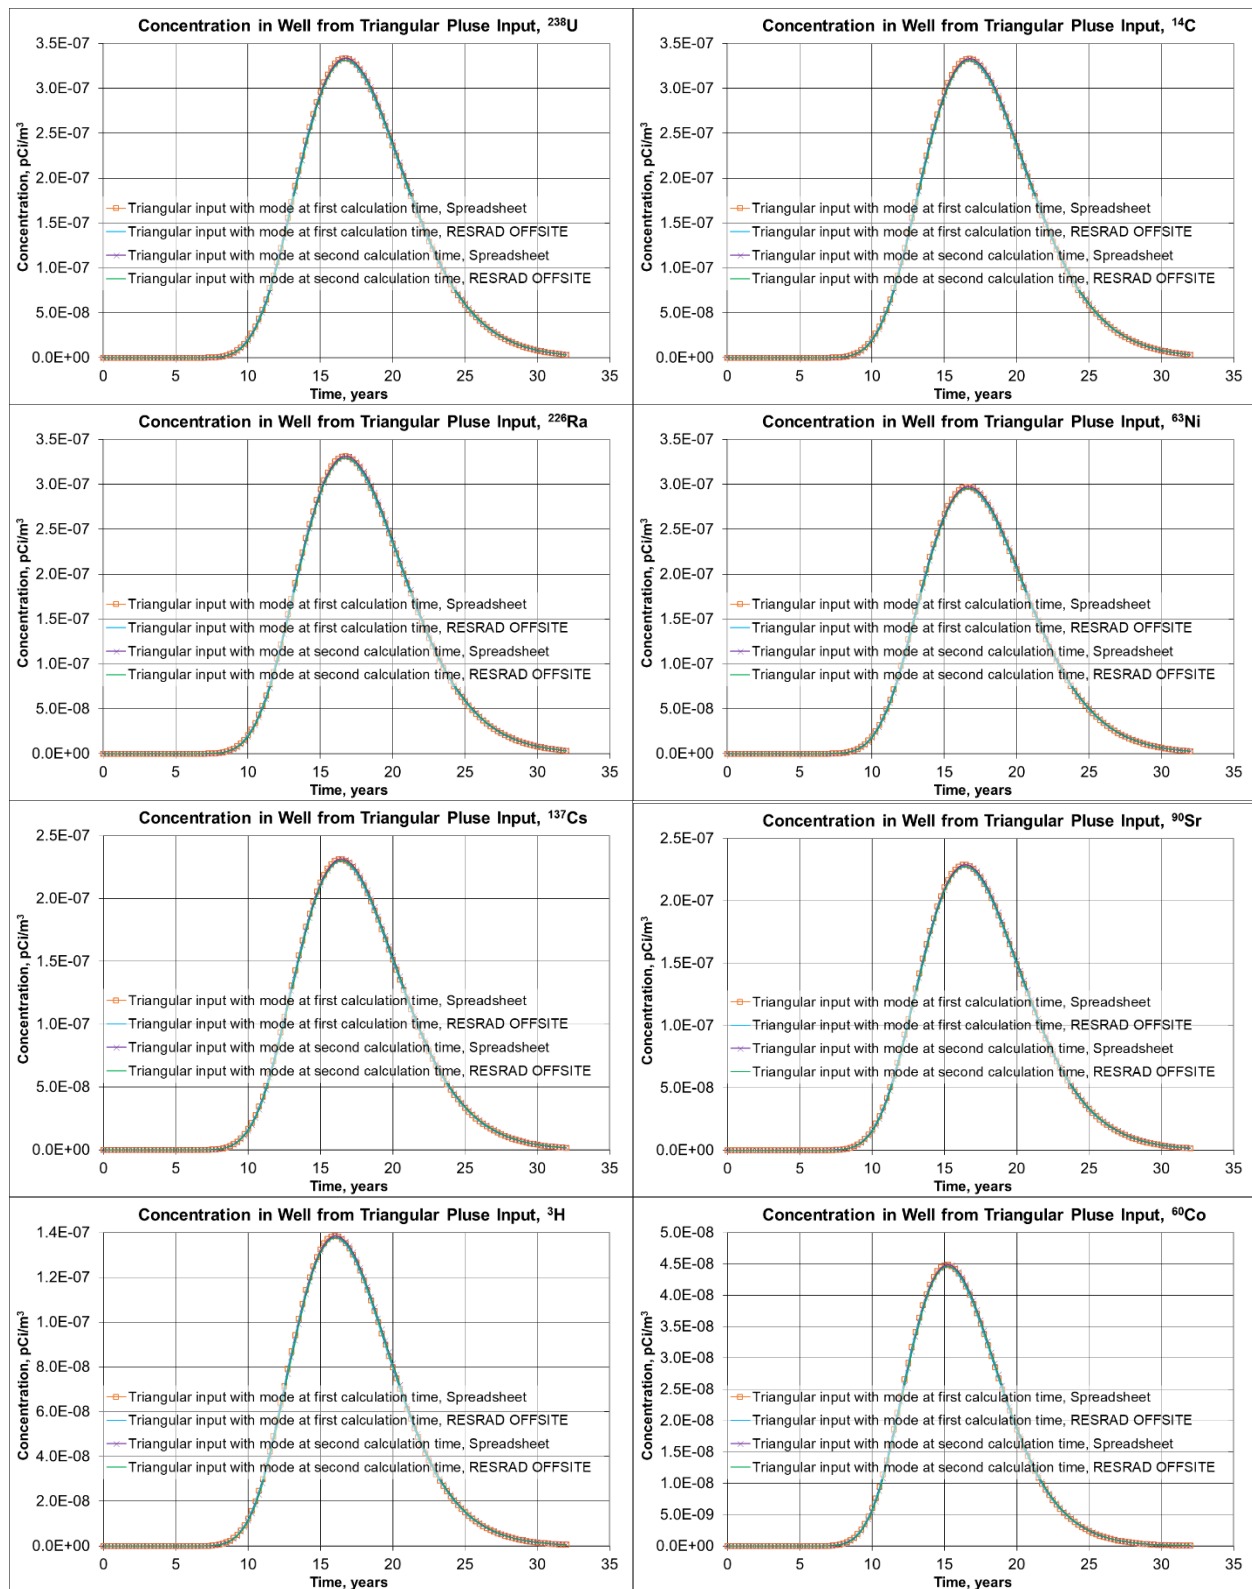 Concentration in Well from Triangular Pluse Input, ²³⁸U
Concentration, pCi/m³
3.5E-07
3.0E-07
2.5E-07
2.0E-07
1.5E-07
1.0E-07
5.0E-08
0.0E+00
Triangular input with mode at first calculation time, Spreadsheet
Triangular input with mode at first calculation time, RESRAD OFFSITE
Triangular input with mode at second calculation time, Spreadsheet
Triangular input with mode at second calculation time, RESRAD OFFSITE
0 5 10 15 20 25 30 35
Time, years
Concentration in Well from Triangular Pluse Input, ¹⁴C
Concentration, pCi/m³
3.5E-07
3.0E-07
2.5E-07
2.0E-07
1.5E-07
1.0E-07
5.0E-08
0.0E+00
Triangular input with mode at first calculation time, Spreadsheet
Triangular input with mode at first calculation time, RESRAD OFFSITE
Triangular input with mode at second calculation time, Spreadsheet
Triangular input with mode at second calculation time, RESRAD OFFSITE
0 5 10 15 20 25 30 35
Time, years
Concentration in Well from Triangular Pluse Input, ²²⁶Ra
Concentration, pCi/m³
3.5E-07
3.0E-07
2.5E-07
2.0E-07
1.5E-07
1.0E-07
5.0E-08
0.0E+00
Triangular input with mode at first calculation time, Spreadsheet
Triangular input with mode at first calculation time, RESRAD OFFSITE
Triangular input with mode at second calculation time, Spreadsheet
Triangular input with mode at second calculation time, RESRAD OFFSITE
0 5 10 15 20 25 30 35
Time, years
Concentration in Well from Triangular Pluse Input, ⁶³Ni
Concentration, pCi/m³
3.5E-07
3.0E-07
2.5E-07
2.0E-07
1.5E-07
1.0E-07
5.0E-08
0.0E+00
Triangular input with mode at first calculation time, Spreadsheet
Triangular input with mode at first calculation time, RESRAD OFFSITE
Triangular input with mode at second calculation time, Spreadsheet
Triangular input with mode at second calculation time, RESRAD OFFSITE
0 5 10 15 20 25 30 35
Time, years
Concentration in Well from Triangular Pluse Input, ¹³⁷Cs
Concentration, pCi/m³
2.5E-07
2.0E-07
1.5E-07
1.0E-07
5.0E-08
0.0E+00
Triangular input with mode at first calculation time, Spreadsheet
Triangular input with mode at first calculation time, RESRAD OFFSITE
Triangular input with mode at second calculation time, Spreadsheet
Triangular input with mode at second calculation time, RESRAD OFFSITE
0 5 10 15 20 25 30 35
Time, years
Concentration in Well from Triangular Pluse Input, ⁹⁰Sr
Concentration, pCi/m³
2.5E-07
2.0E-07
1.5E-07
1.0E-07
5.0E-08
0.0E+00
Triangular input with mode at first calculation time, Spreadsheet
Triangular input with mode at first calculation time, RESRAD OFFSITE
Triangular input with mode at second calculation time, Spreadsheet
Triangular input with mode at second calculation time, RESRAD OFFSITE
0 5 10 15 20 25 30 35
Time, years
Concentration in Well from Triangular Pluse Input, ³H
Concentration, pCi/m³
1.4E-07
1.2E-07
1.0E-07
8.0E-08
6.0E-08
4.0E-08
2.0E-08
0.0E+00
Triangular input with mode at first calculation time, Spreadsheet
Triangular input with mode at first calculation time, RESRAD OFFSITE
Triangular input with mode at second calculation time, Spreadsheet
Triangular input with mode at second calculation time, RESRAD OFFSITE
0 5 10 15 20 25 30 35
Time, years
Concentration in Well from Triangular Pluse Input, ⁶⁰Co
Concentration, pCi/m³
5.0E-08
4.5E-08
4.0E-08
3.5E-08
3.0E-08
2.5E-08
2.0E-08
1.5E-08
1.0E-08
5.0E-09
0.0E+00
Triangular input with mode at first calculation time, Spreadsheet
Triangular input with mode at first calculation time, RESRAD OFFSITE
Triangular input with mode at second calculation time, Spreadsheet
Triangular input with mode at second calculation time, RESRAD OFFSITE
0 5 10 15 20 25 30 35
Time, years